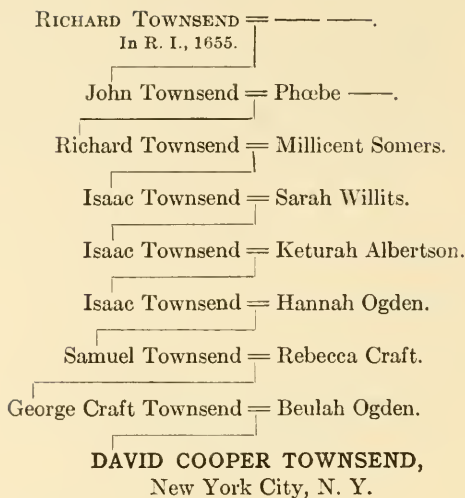 RICHARD TOWNSEND = — —.
In R. I., 1655.
John Townsend = Phœbe —.
Richard Townsend = Millicent Somers.
Isaac Townsend = Sarah Willits.
Isaac Townsend = Keturah Albertson.
Isaac Townsend = Hannah Ogden.
Samuel Townsend = Rebecca Craft.
George Craft Townsend = Beulah Ogden.
DAVID COOPER TOWNSEND,
New York City, N. Y.